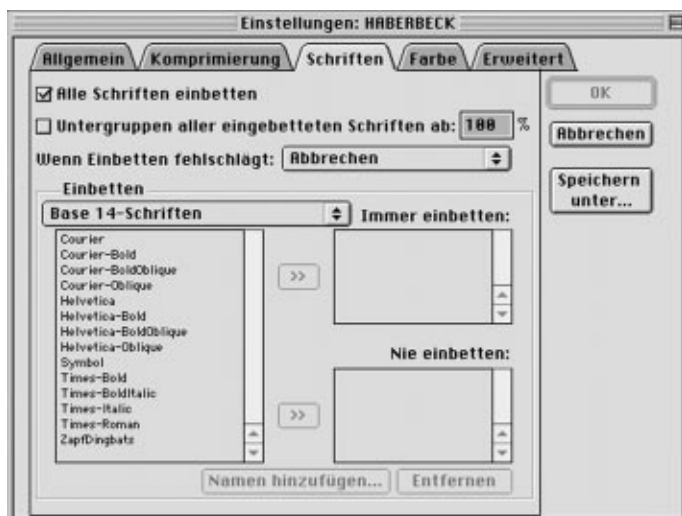 Einstellungen: HABERBECK
Allgemein Komprimierung Schriften Farbe Erweitert
Alle Schriften einbetten
Untergruppen aller eingebetteten Schriften ab: 100 %
Wenn Einbetten fehlschlägt: Abbrechen
OK
Abbrechen
Speichern
unter...
Einbetten
Base 14-Schriften
Courier
Courier-Bold
Courier-BoldOblique
Courier-Oblique
Helvetica
Helvetica-Bold
Helvetica-BoldOblique
Helvetica-Oblique
Symbol
Times-Bold
Times-BoldItalic
Times-Italic
Times-Roman
ZapfDingbats
>>
>>
Immer einbetten:
Nie einbetten:
Namen hinzufügen... Entfernen